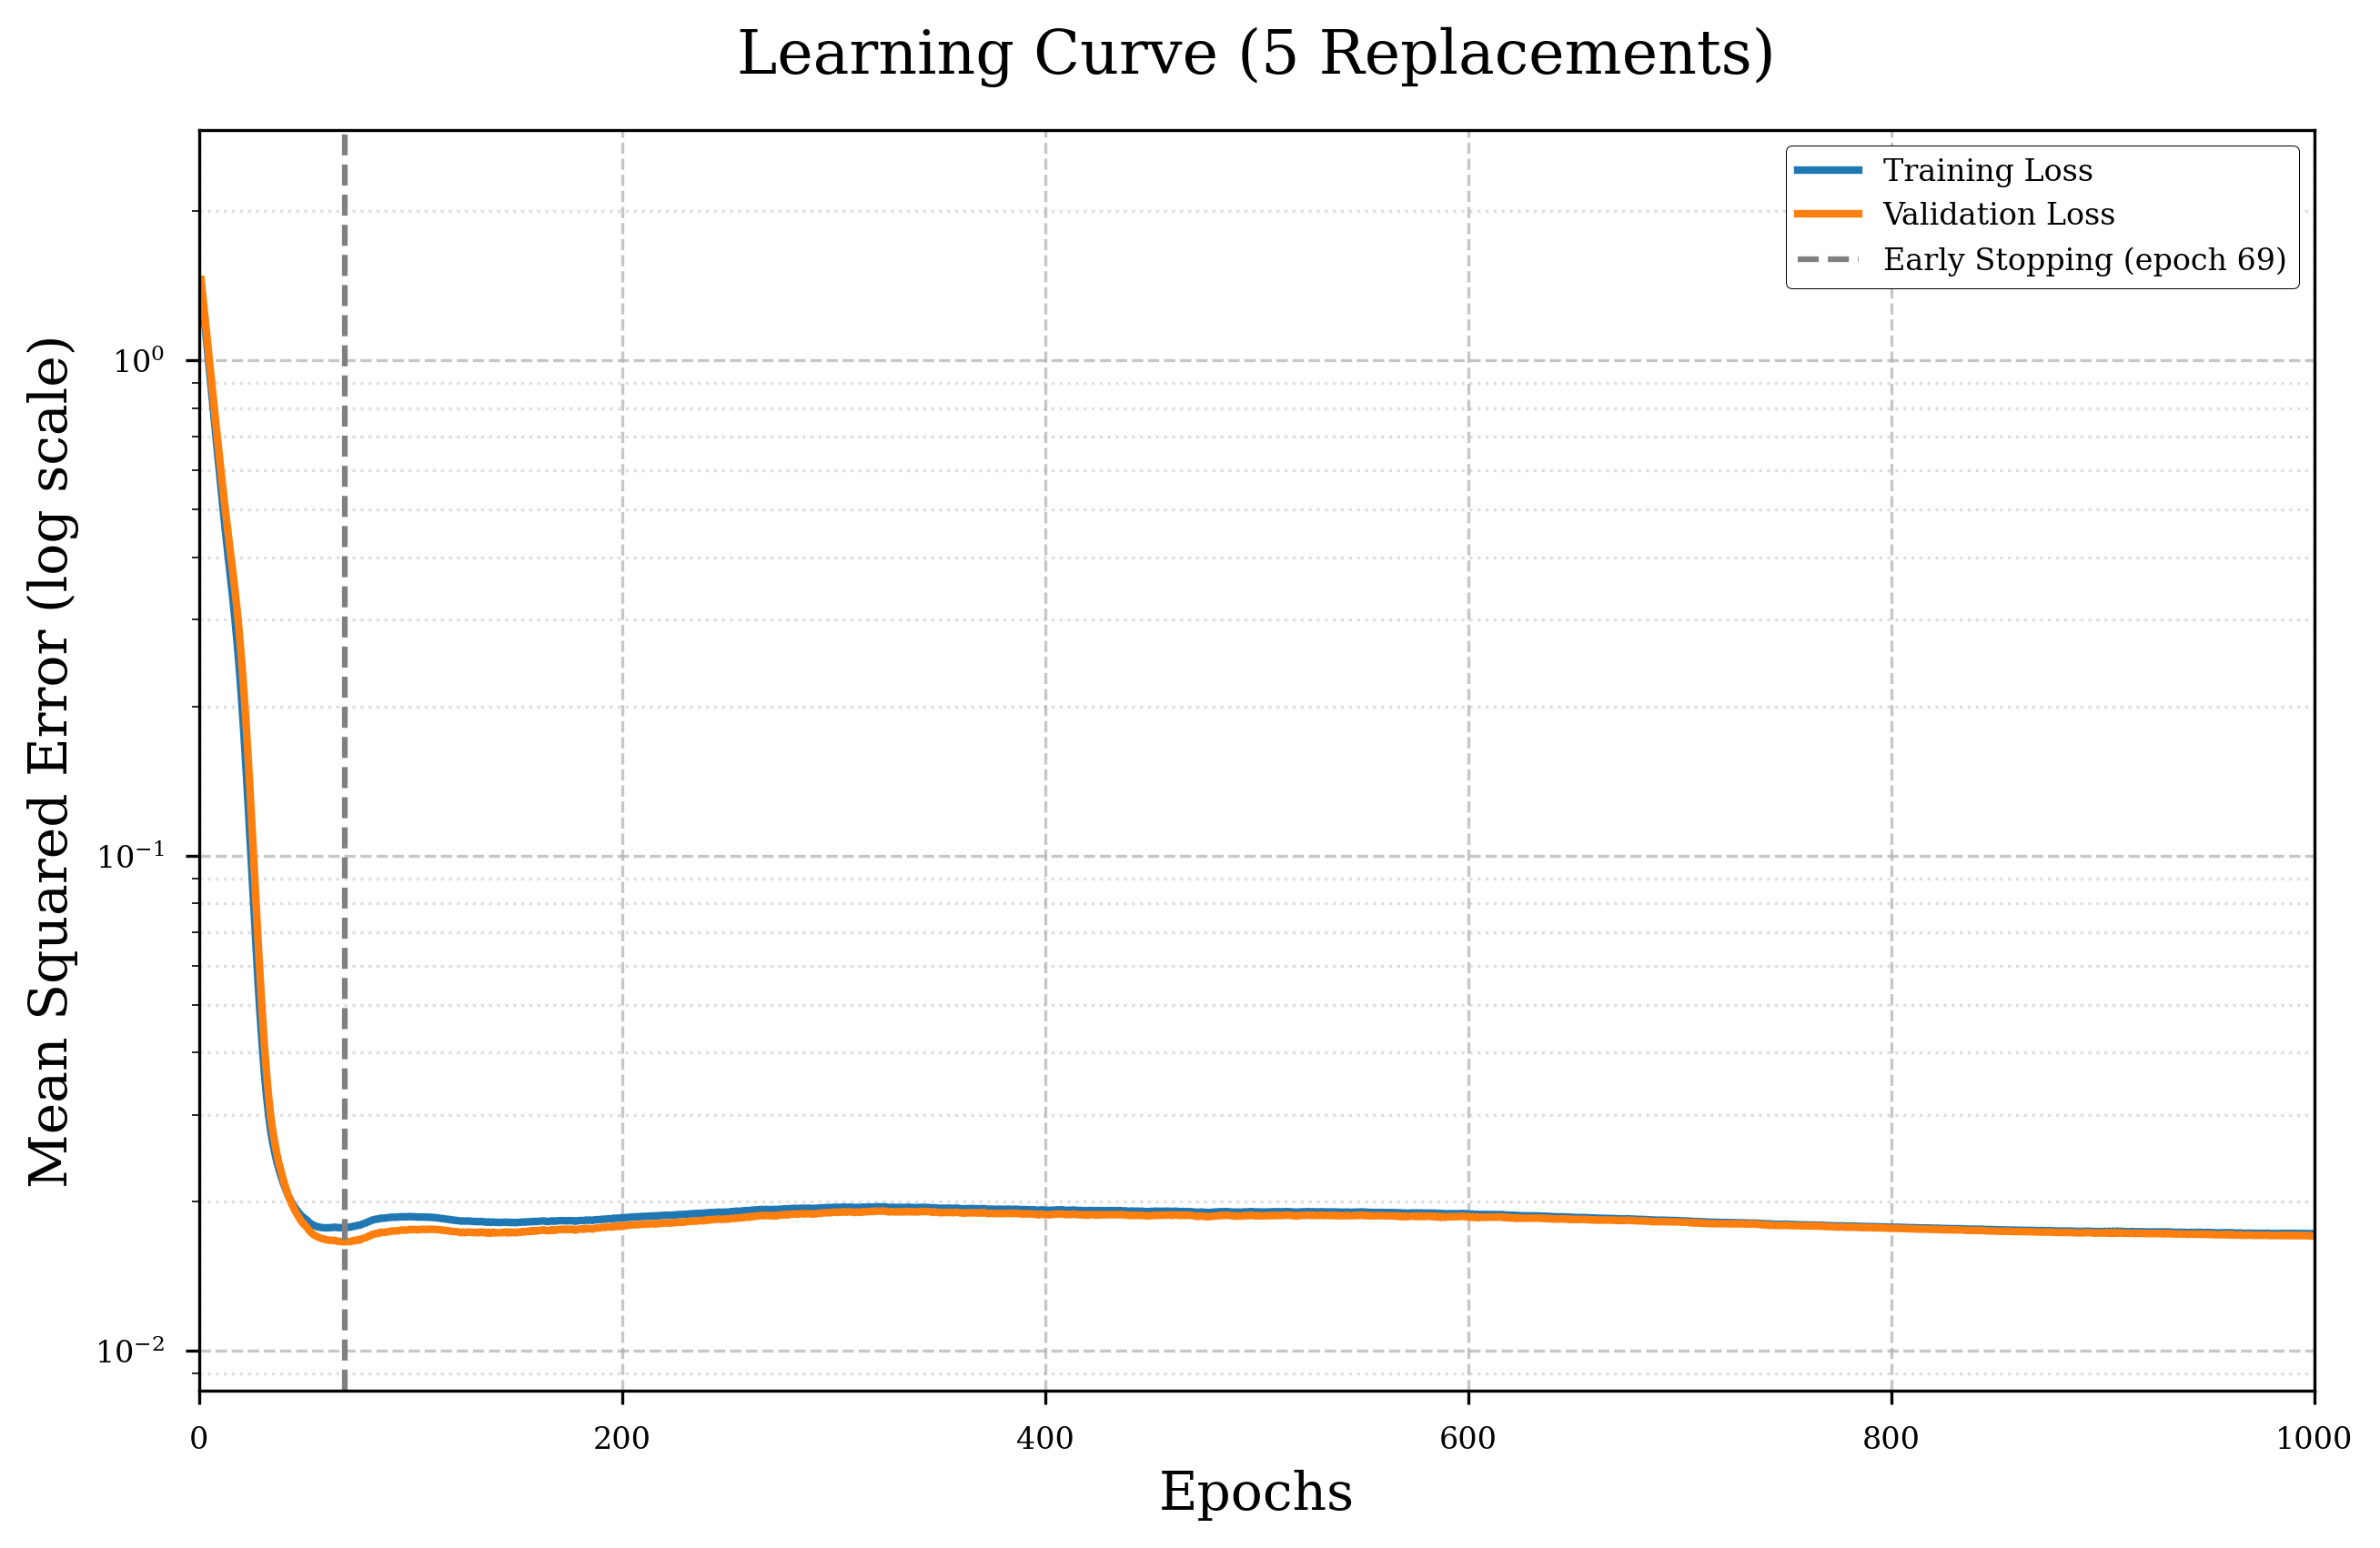 Learning Curve (5 Replacements)
Training Loss
Validation Loss
Early Stopping (epoch 69)
Mean Squared Error (log scale)
10⁰
10⁻¹
10⁻²
0 200 400 600 800 1000
Epochs